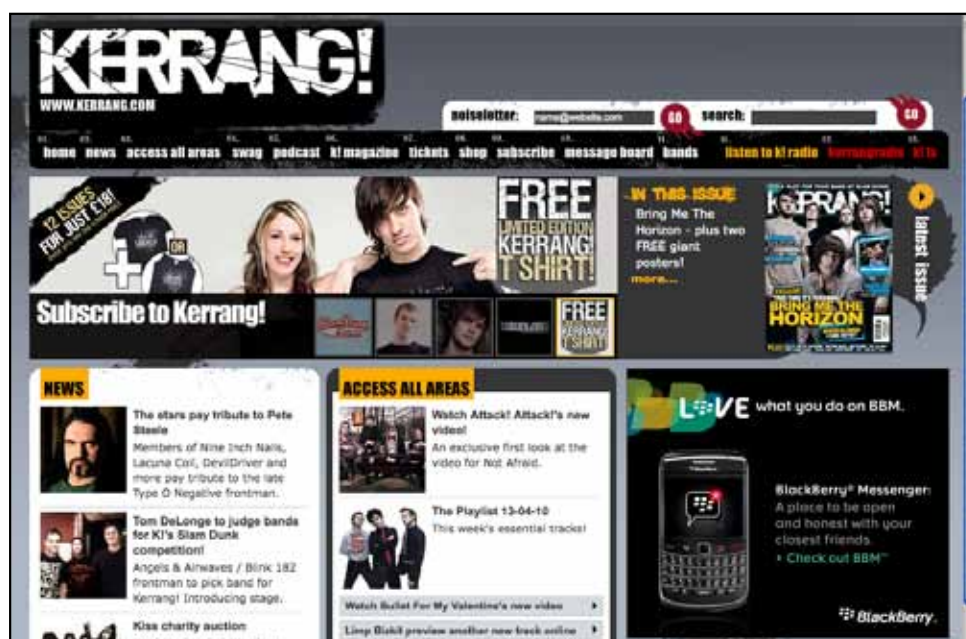 KERRANG!
WWW.KERRANG.COM
noiseletter: name@website.com GO search: GO
home news access all areas swag podcast k! magazine tickets shop subscribe message board bands listen to k! radio kerrangradio k! tv
12 ISSUES
FOR JUST £18!
OR
FREE
LIMITED EDITION
KERRANG!
T SHIRT!
IN THIS ISSUE
Bring Me The
Horizon - plus two
FREE giant
posters!
more...
KERRANG!
BRING ME THE
HORIZON
latest issue
Subscribe to Kerrang!
FREE
LIMITED EDITION
KERRANG!
T SHIRT!
NEWS
The stars pay tribute to Pete
Steele
Members of Nine Inch Nails,
Lacuna Coil, DevilDriver and
more pay tribute to the late
Type O Negative frontman.
Tom DeLonge to judge bands
for K!'s Slam Dunk
competition!
Angels & Airwaves / Blink 182
frontman to pick band for
Kerrang! Introducing stage.
Kiss charity auction
ACCESS ALL AREAS
Watch Attack! Attack!'s new
video!
An exclusive first look at the
video for Not Afraid.
The Playlist 13-04-10
This week's essential tracks!
Watch Bullet For My Valentine's new video
Limp Bizkit preview another new track online
LOVE what you do on BBM.
BlackBerry® Messenger:
A place to be open
and honest with your
closest friends.
Check out BBM™
BlackBerry.